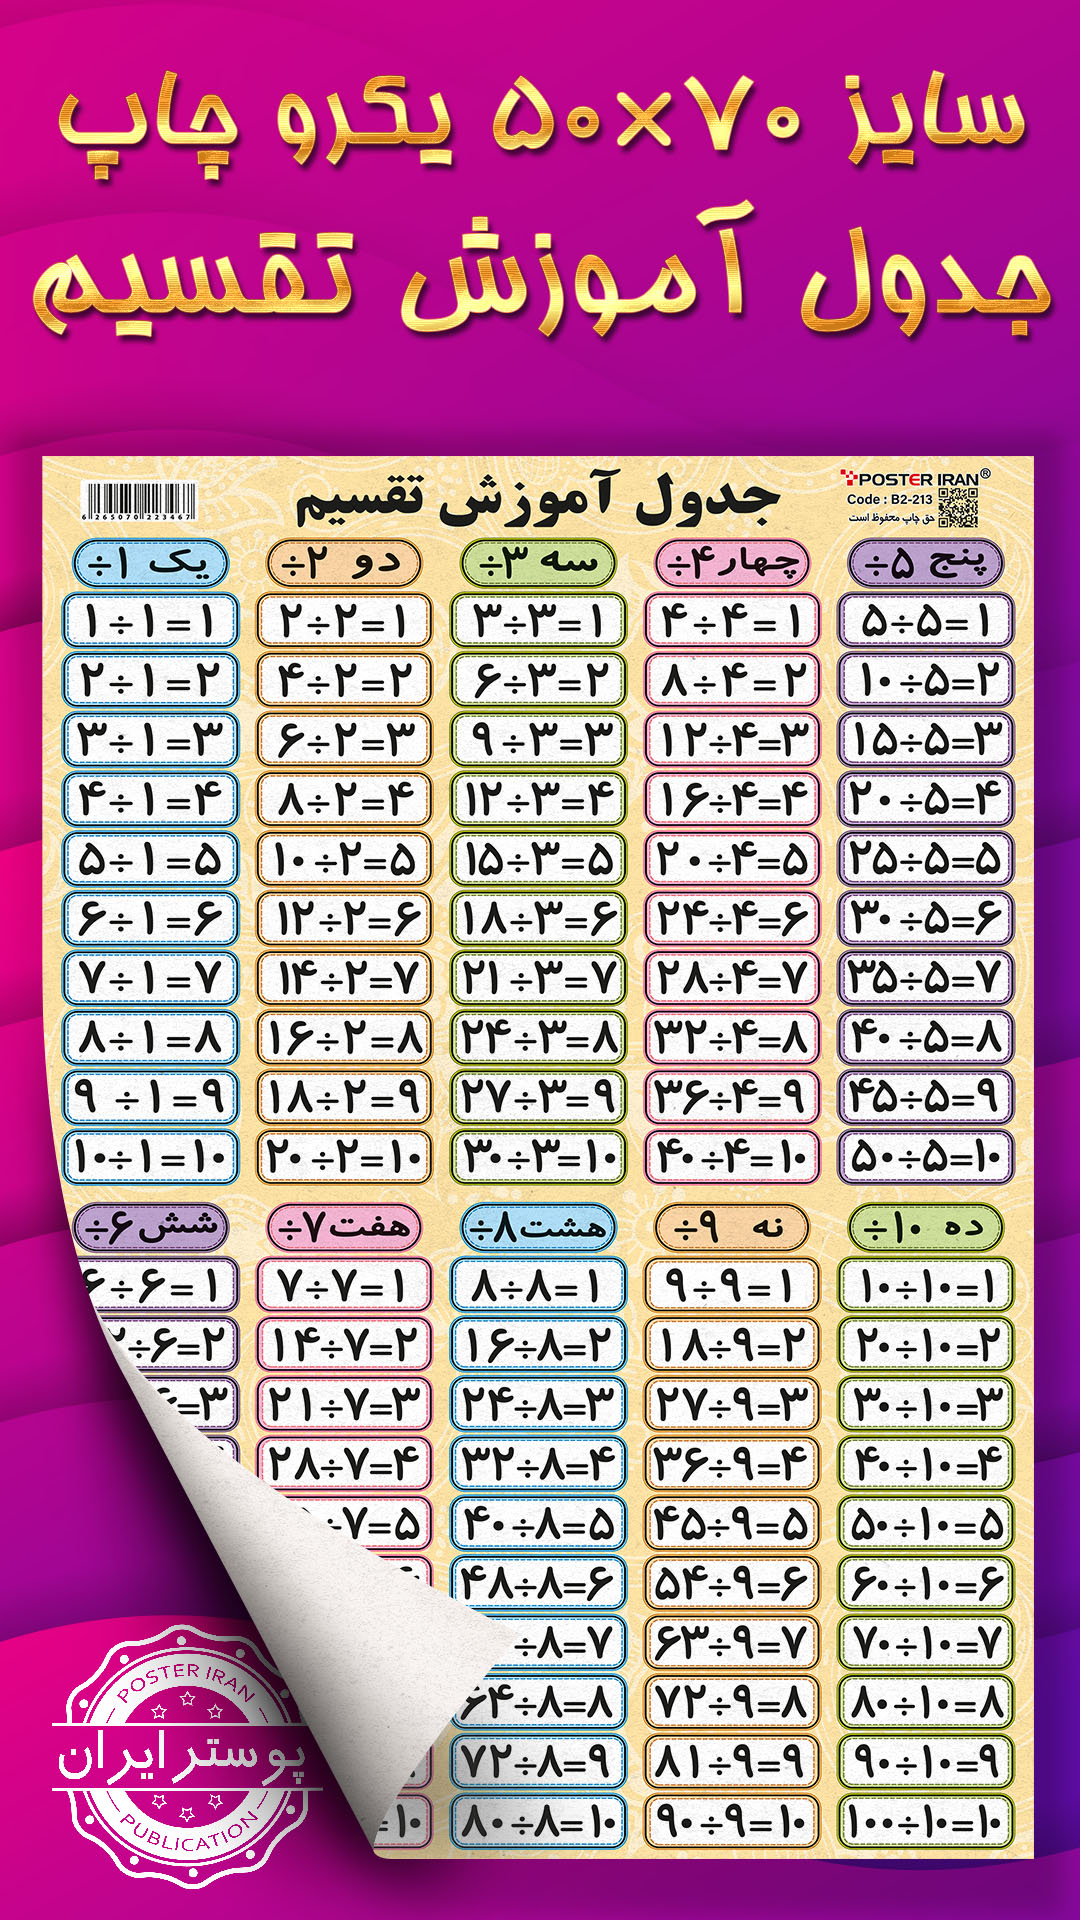 سایز ۷۰×۵۰ یکرو چاپ
جدول آموزش تقسیم
جدول آموزش تقسیم
POSTER IRAN®
Code : B2-213
حق چاپ محفوظ است
6 265070 223467
یک ۱÷ دو ۲÷ سه ۳÷ چهار ۴÷ پنج ۵÷
۱÷۱=۱ ۲÷۲=۱ ۳÷۳=۱ ۴÷۴=۱ ۵÷۵=۱
۲÷۱=۲ ۴÷۲=۲ ۶÷۳=۲ ۸÷۴=۲ ۱۰÷۵=۲
۳÷۱=۳ ۶÷۲=۳ ۹÷۳=۳ ۱۲÷۴=۳ ۱۵÷۵=۳
۴÷۱=۴ ۸÷۲=۴ ۱۲÷۳=۴ ۱۶÷۴=۴ ۲۰÷۵=۴
۵÷۱=۵ ۱۰÷۲=۵ ۱۵÷۳=۵ ۲۰÷۴=۵ ۲۵÷۵=۵
۶÷۱=۶ ۱۲÷۲=۶ ۱۸÷۳=۶ ۲۴÷۴=۶ ۳۰÷۵=۶
۷÷۱=۷ ۱۴÷۲=۷ ۲۱÷۳=۷ ۲۸÷۴=۷ ۳۵÷۵=۷
۸÷۱=۸ ۱۶÷۲=۸ ۲۴÷۳=۸ ۳۲÷۴=۸ ۴۰÷۵=۸
۹÷۱=۹ ۱۸÷۲=۹ ۲۷÷۳=۹ ۳۶÷۴=۹ ۴۵÷۵=۹
۱۰÷۱=۱۰ ۲۰÷۲=۱۰ ۳۰÷۳=۱۰ ۴۰÷۴=۱۰ ۵۰÷۵=۱۰
شش ۶÷ هفت ۷÷ هشت ۸÷ نه ۹÷ ده ۱۰÷
۶÷۶=۱ ۷÷۷=۱ ۸÷۸=۱ ۹÷۹=۱ ۱۰÷۱۰=۱
۲÷۶=۲ ۱۴÷۷=۲ ۱۶÷۸=۲ ۱۸÷۹=۲ ۲۰÷۱۰=۲
۶=۳ ۲۱÷۷=۳ ۲۴÷۸=۳ ۲۷÷۹=۳ ۳۰÷۱۰=۳
۲۸÷۷=۴ ۳۲÷۸=۴ ۳۶÷۹=۴ ۴۰÷۱۰=۴
÷۷=۵ ۴۰÷۸=۵ ۴۵÷۹=۵ ۵۰÷۱۰=۵
۴۸÷۸=۶ ۵۴÷۹=۶ ۶۰÷۱۰=۶
÷۸=۷ ۶۳÷۹=۷ ۷۰÷۱۰=۷
۶۴÷۸=۸ ۷۲÷۹=۸ ۸۰÷۱۰=۸
۷۲÷۸=۹ ۸۱÷۹=۹ ۹۰÷۱۰=۹
=۱۰ ۸۰÷۸=۱۰ ۹۰÷۹=۱۰ ۱۰۰÷۱۰=۱۰
POSTER IRAN
پوستر ایران
PUBLICATION